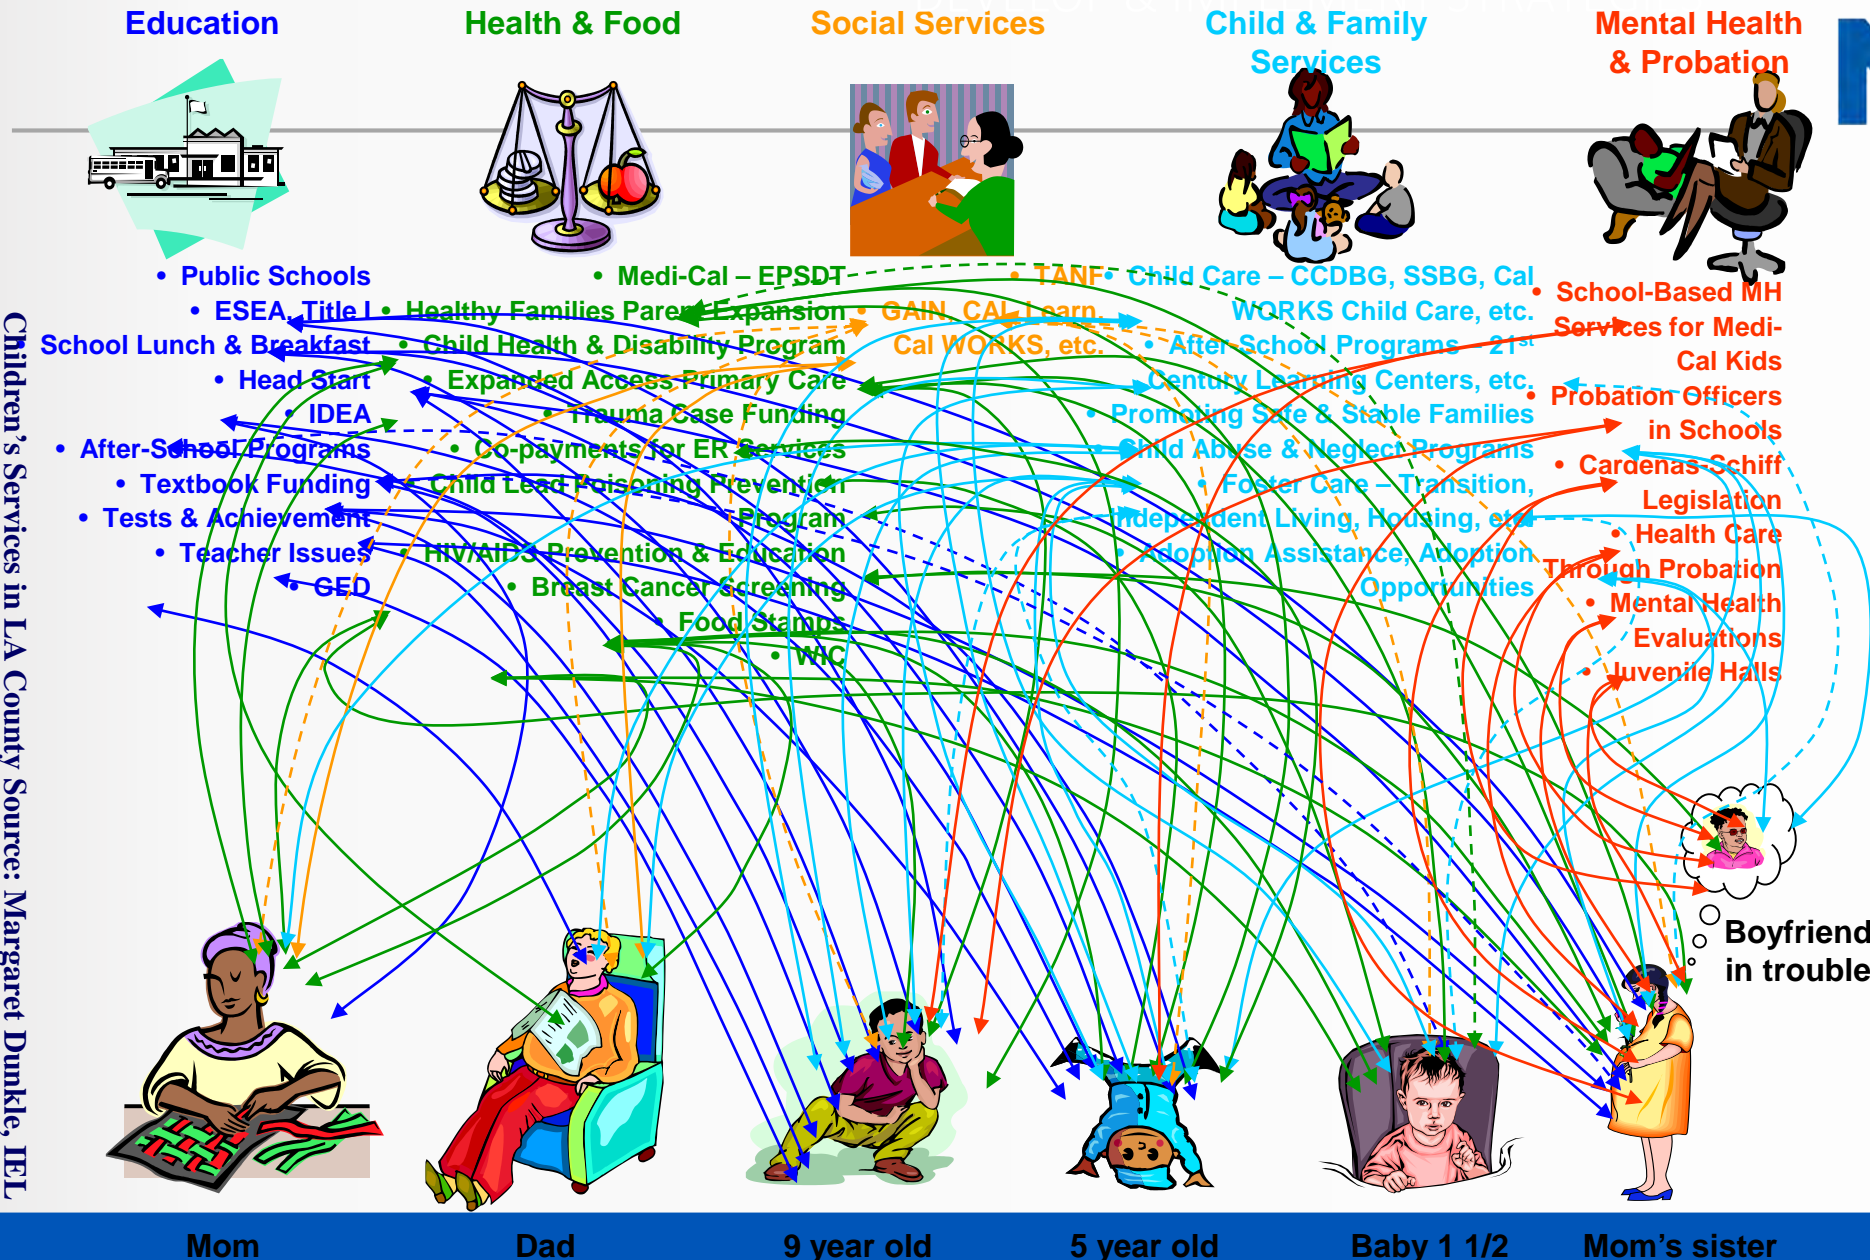 Education
Health & Food
Social Services
Child & Family
Services
Mental Health
& Probation
• Public Schools
• ESEA, Title I
• School Lunch & Breakfast
• Head Start
• IDEA
• After-School Programs
• Textbook Funding
• Tests & Achievement
• Teacher Issues
• GED
• Medi-Cal – EPSDT
• Healthy Families Parent Expansion
• Child Health & Disability Program
• Expanded Access Primary Care
• Trauma Case Funding
• Co-payments for ER Services
• Child Lead Poisoning Prevention
Program
• HIV/AIDS Prevention & Education
• Breast Cancer Screening
• Food Stamps
• WIC
• TANF
• GAIN, CAL Learn,
Cal WORKS, etc.
• Child Care – CCDBG, SSBG, Cal
WORKS Child Care, etc.
• After-School Programs - 21st
Century Learning Centers, etc.
• Promoting Safe & Stable Families
• Child Abuse & Neglect Programs
• Foster Care – Transition,
Independent Living, Housing, etc.
• Adoption Assistance, Adoption
Opportunities
• School-Based MH
Services for Medi-
Cal Kids
• Probation Officers
in Schools
• Cardenas-Schiff
Legislation
• Health Care
Through Probation
• Mental Health
Evaluations
• Juvenile Halls
Children's Services in LA County Source: Margaret Dunkle, IEL
Boyfriend
in trouble
Mom
Dad
9 year old
5 year old
Baby 1 1/2
Mom's sister